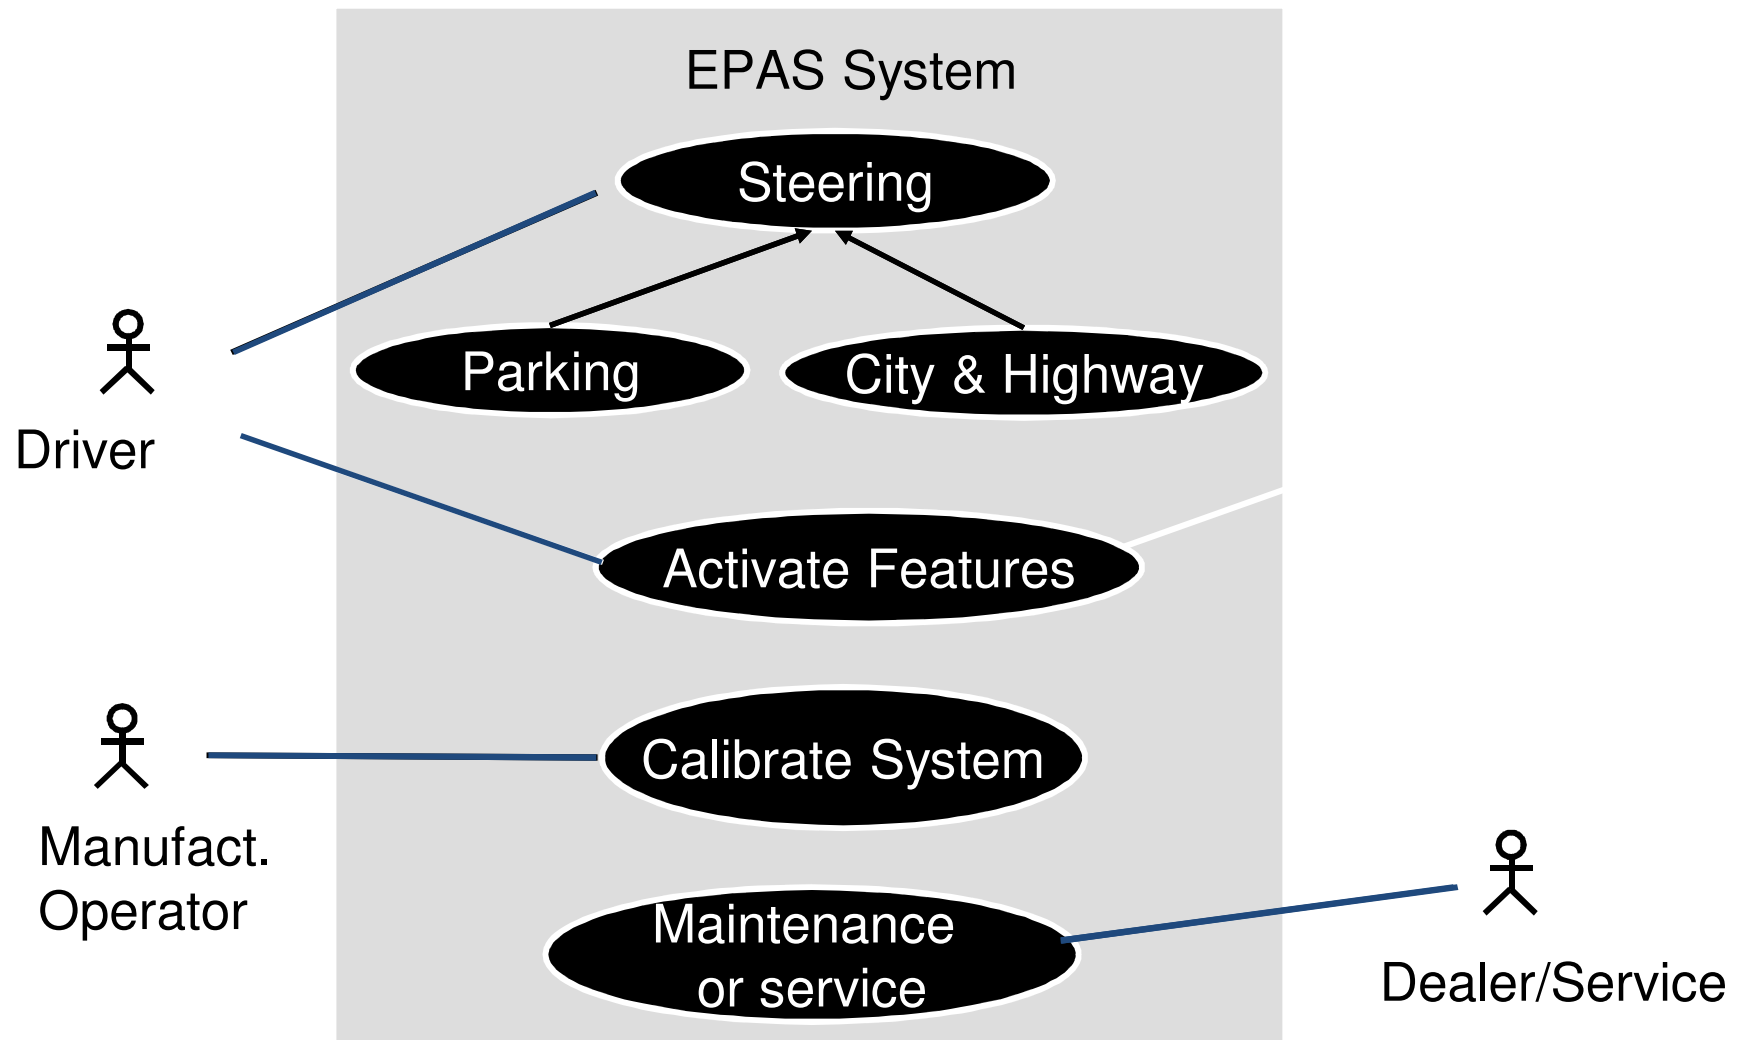 EPAS System
Steering
Parking
City & Highway
Driver
Activate Features
Calibrate System
Manufact.
Operator
Maintenance
or service
Dealer/Service